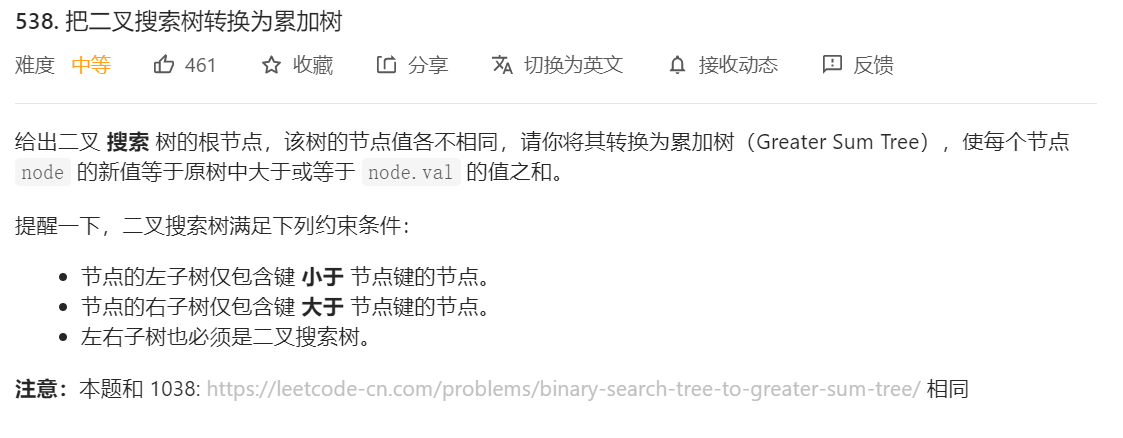 538. 把二叉搜索树转换为累加树
难度 中等 461 收藏 分享 切换为英文 接收动态 反馈
给出二叉 搜索 树的根节点，该树的节点值各不相同，请你将其转换为累加树（Greater Sum Tree），使每个节点
node 的新值等于原树中大于或等于 node.val 的值之和。
提醒一下，二叉搜索树满足下列约束条件：
• 节点的左子树仅包含键 小于 节点键的节点。
• 节点的右子树仅包含键 大于 节点键的节点。
• 左右子树也必须是二叉搜索树。
注意：本题和 1038: https://leetcode-cn.com/problems/binary-search-tree-to-greater-sum-tree/ 相同